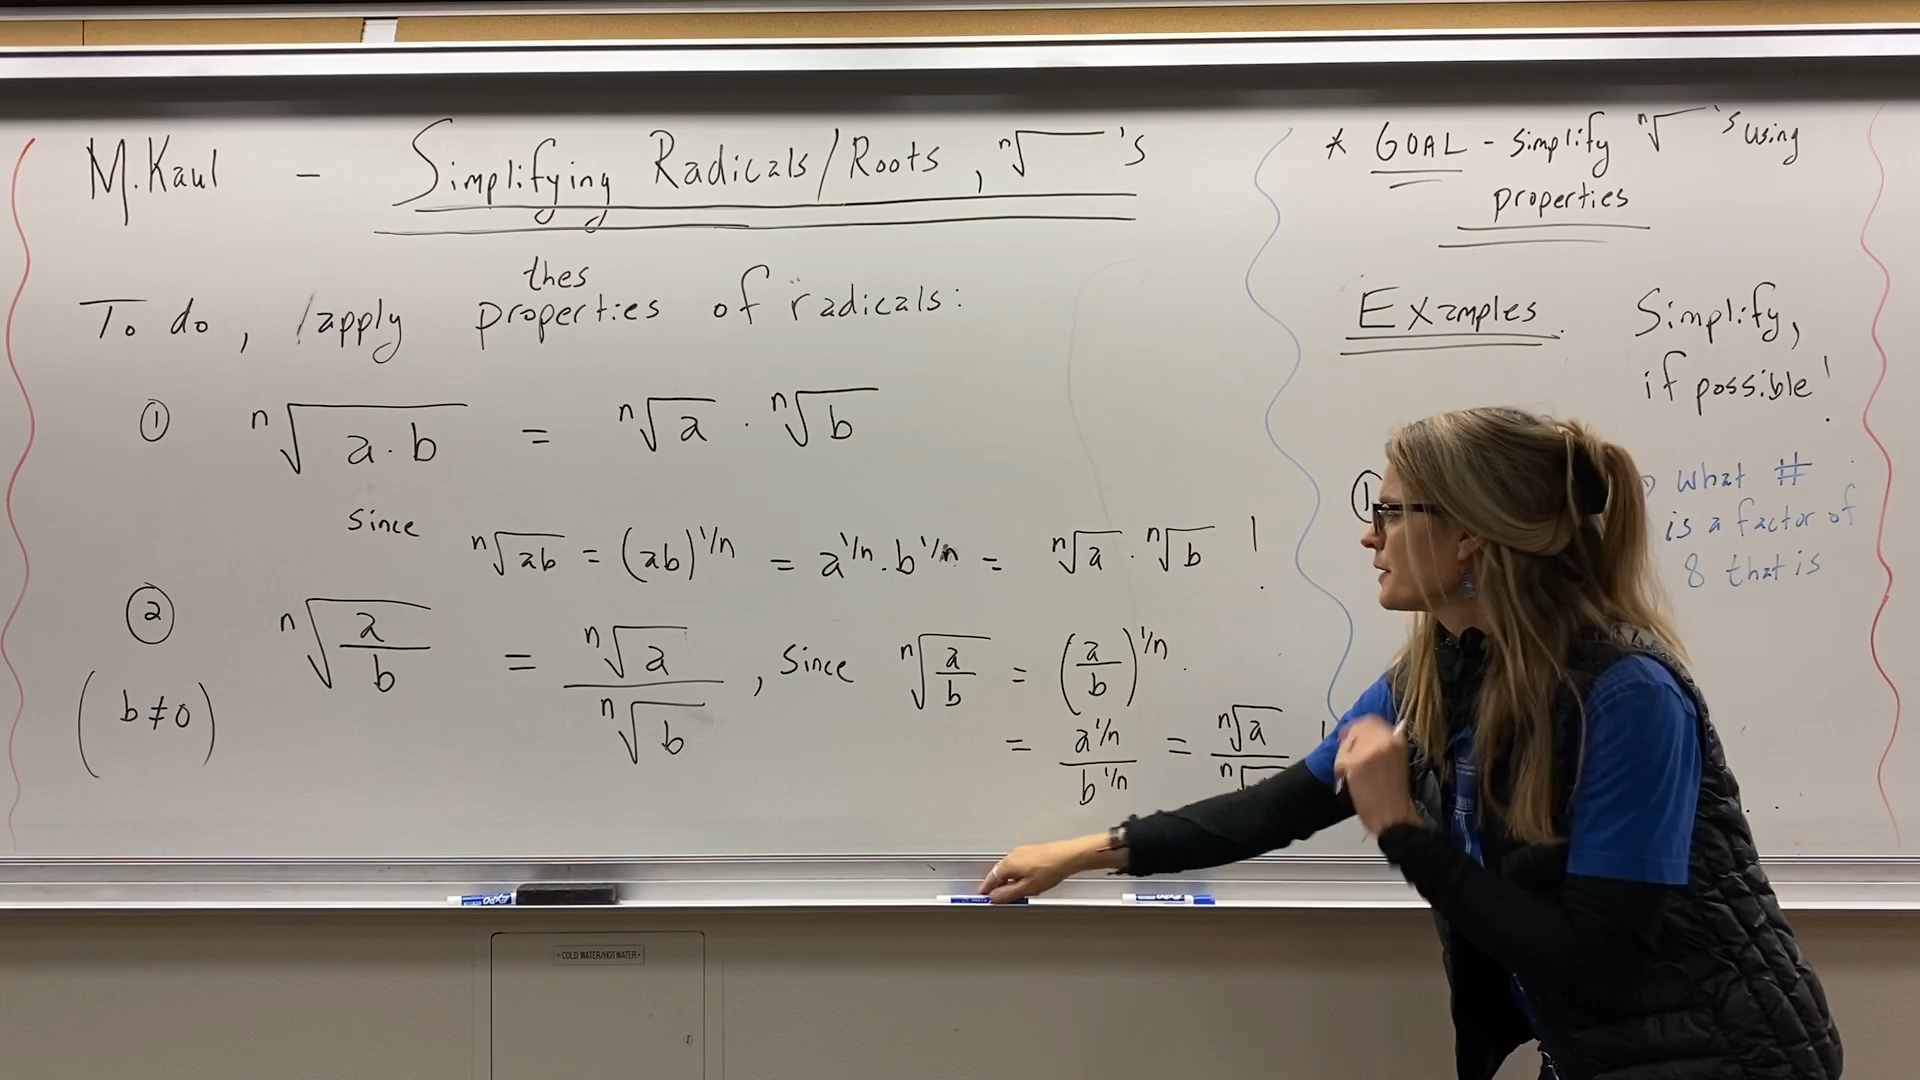 M. Kaul - Simplifying Radicals/Roots, ⁿ√ 's
thes
To do, apply properties of radicals:
① ⁿ√(a·b) = ⁿ√a · ⁿ√b
since ⁿ√(ab) = (ab)^(1/n) = a^(1/n) · b^(1/n) = ⁿ√a · ⁿ√b !
② ⁿ√(a/b) = ⁿ√a / ⁿ√b, since ⁿ√(a/b) = (a/b)^(1/n)
(b≠0)
= a^(1/n) / b^(1/n) = ⁿ√a / ⁿ√
* GOAL - simplify ⁿ√ 's using
properties
Examples. Simplify,
if possible!
① what #
is a factor of
8 that is
EXPO
COLD WATER/HOT WATER